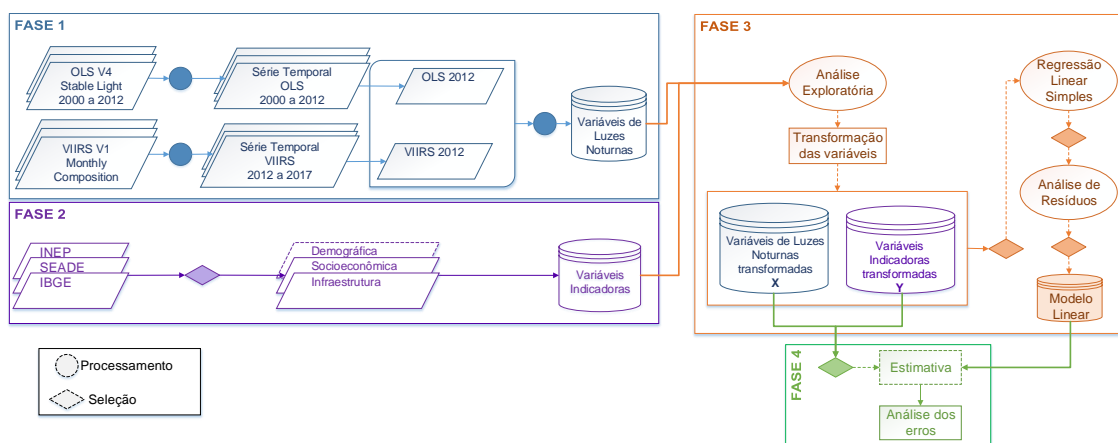 FASE 1
OLS V4
Stable Light
2000 a 2012
Série Temporal
OLS
2000 a 2012
OLS 2012
VIIRS V1
Monthly
Composition
Série Temporal
VIIRS
2012 a 2017
VIIRS 2012
Variáveis de
Luzes
Noturnas
FASE 2
INEP
SEADE
IBGE
Demográfica
Socioeconômica
Infraestrutura
Variáveis
Indicadoras
FASE 3
Análise
Exploratória
Transformação
das variáveis
Variáveis de Luzes
Noturnas
transformadas
X
Variáveis
Indicadoras
transformadas
Y
Regressão
Linear
Simples
Análise de
Resíduos
Modelo
Linear
FASE 4
Estimativa
Análise dos
erros
Processamento
Seleção